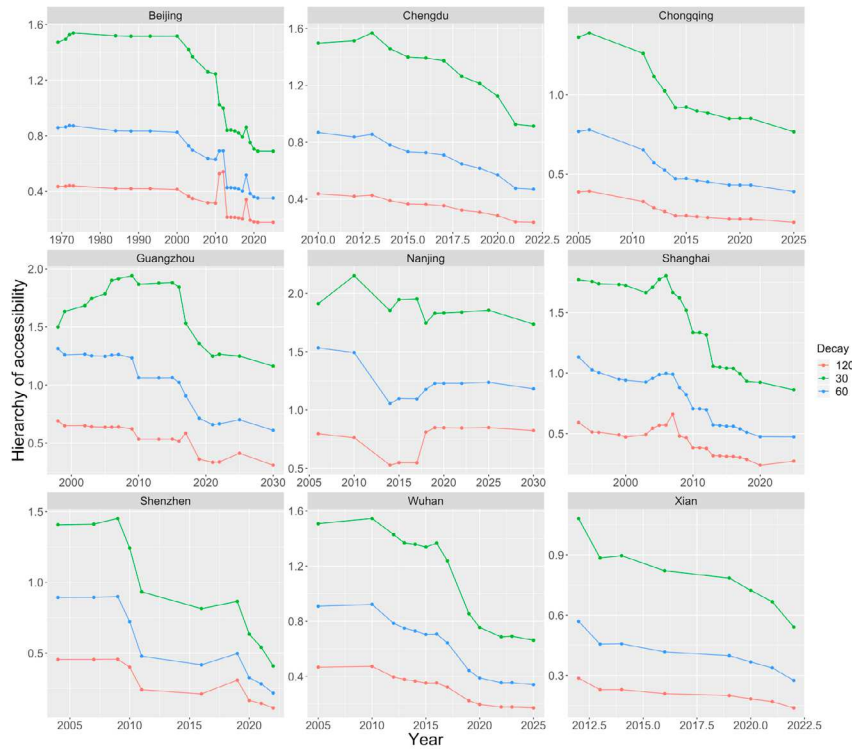 Beijing Chengdu Chongqing
1.6
1.2
0.8
0.4
1.6
1.2
0.8
0.4
1.0
0.5
1970 1980 1990 2000 2010 2020
2010.0 2012.5 2015.0 2017.5 2020.0 2022.5
2005 2010 2015 2020 2025
Guangzhou Nanjing Shanghai
2.0
1.5
1.0
0.5
2.0
1.5
1.0
0.5
1.5
1.0
0.5
2000 2010 2020 2030
2005 2010 2015 2020 2025 2030
2000 2010 2020
Shenzhen Wuhan Xian
1.5
1.0
0.5
1.6
1.2
0.8
0.4
0.9
0.6
0.3
2005 2010 2015 2020
2005 2010 2015 2020 2025
2012.5 2015.0 2017.5 2020.0 2022.5
Hierarchy of accessibility
Year
Decay
120
30
60